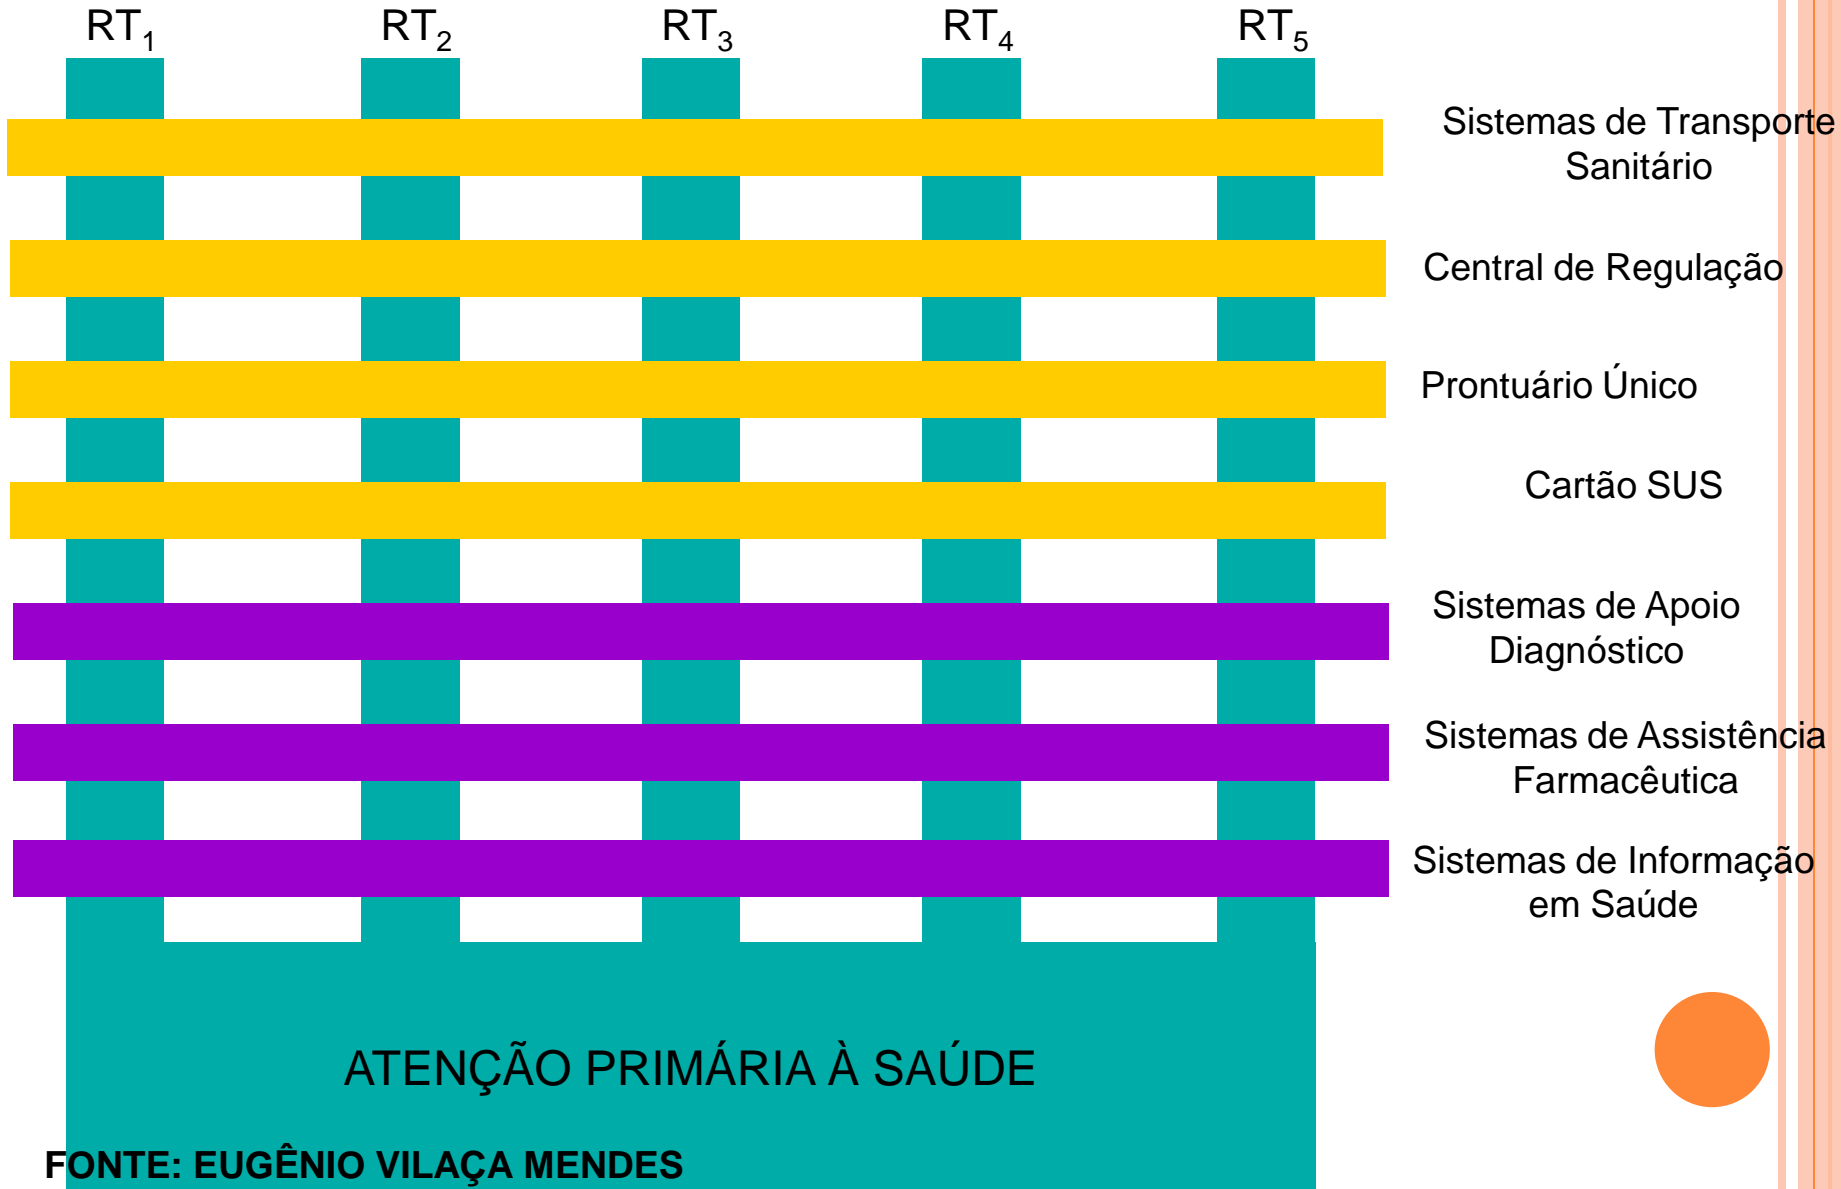 RT1 RT2 RT3 RT4 RT5
Sistemas de Transporte
Sanitário
Central de Regulação
Prontuário Único
Cartão SUS
Sistemas de Apoio
Diagnóstico
Sistemas de Assistência
Farmacêutica
Sistemas de Informação
em Saúde
ATENÇÃO PRIMÁRIA À SAÚDE
FONTE: EUGÊNIO VILAÇA MENDES